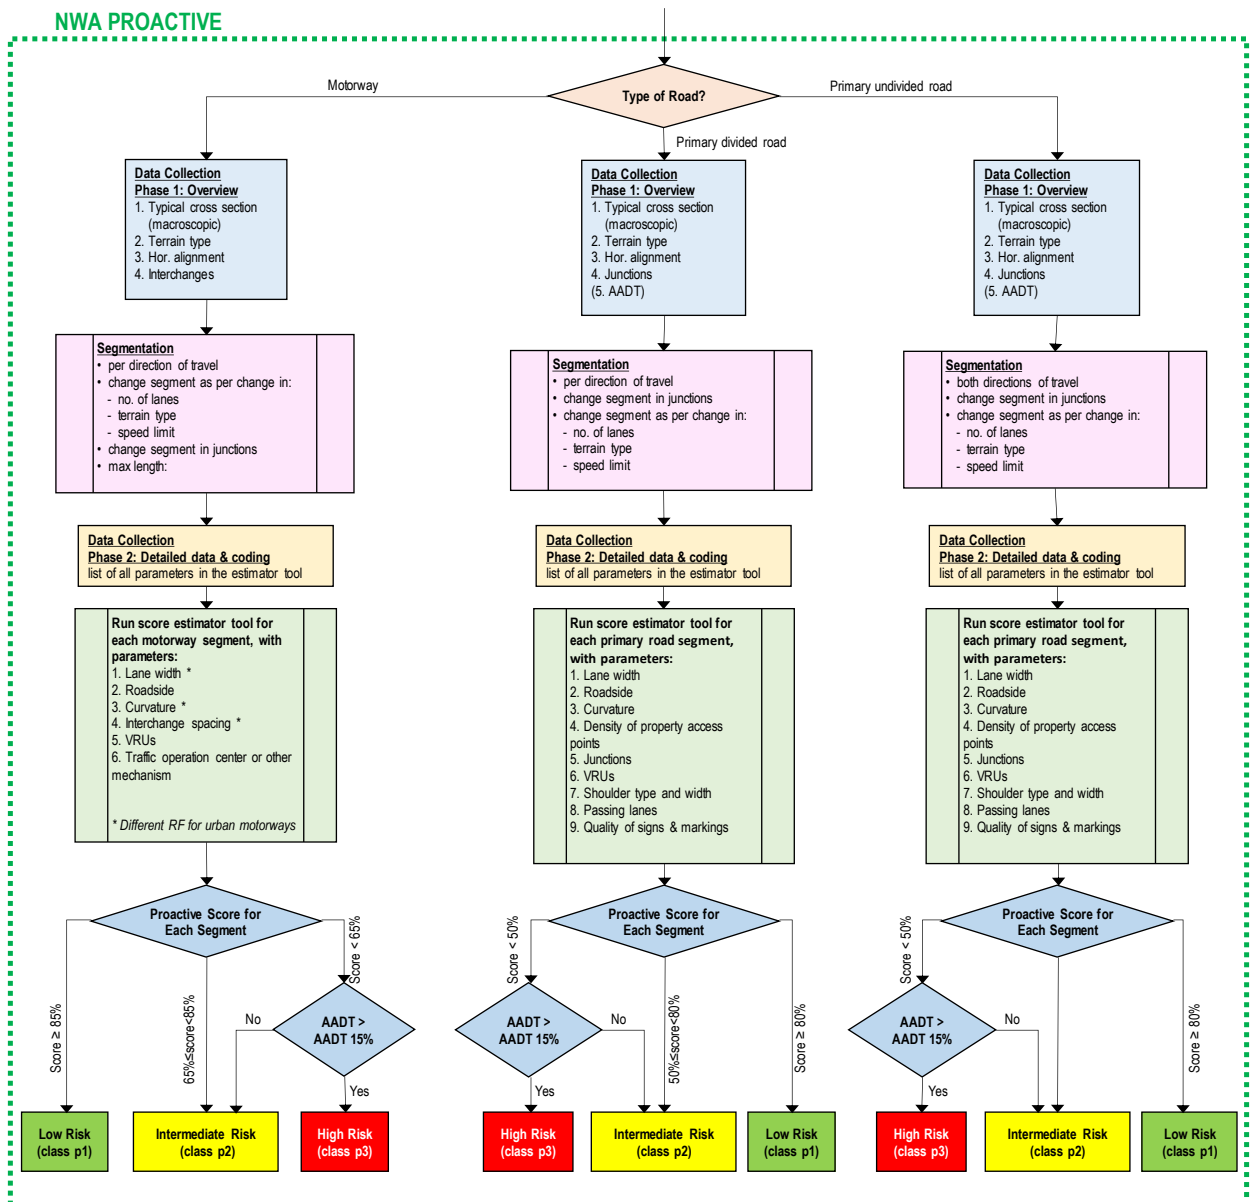 NWA PROACTIVE
Type of Road?
Motorway
Primary divided road
Primary undivided road
Data Collection
Phase 1: Overview
1. Typical cross section
(macroscopic)
2. Terrain type
3. Hor. alignment
4. Interchanges
Segmentation
• per direction of travel
• change segment as per change in:
- no. of lanes
- terrain type
- speed limit
• change segment in junctions
• max length:
Data Collection
Phase 2: Detailed data & coding
list of all parameters in the estimator tool
Run score estimator tool for
each motorway segment, with
parameters:
1. Lane width *
2. Roadside
3. Curvature *
4. Interchange spacing *
5. VRUs
6. Traffic operation center or other
mechanism
* Different RF for urban motorways
Proactive Score for
Each Segment
Score ≥ 85%
65%≤score<85%
Score < 65%
AADT >
AADT 15%
No
Yes
Low Risk
(class p1)
Intermediate Risk
(class p2)
High Risk
(class p3)
Data Collection
Phase 1: Overview
1. Typical cross section
(macroscopic)
2. Terrain type
3. Hor. alignment
4. Junctions
(5. AADT)
Segmentation
• per direction of travel
• change segment in junctions
• change segment as per change in:
- no. of lanes
- terrain type
- speed limit
Data Collection
Phase 2: Detailed data & coding
list of all parameters in the estimator tool
Run score estimator tool for
each primary road segment,
with parameters:
1. Lane width
2. Roadside
3. Curvature
4. Density of property access
points
5. Junctions
6. VRUs
7. Shoulder type and width
8. Passing lanes
9. Quality of signs & markings
Proactive Score for
Each Segment
Score < 50%
50%≤score<80%
Score ≥ 80%
AADT >
AADT 15%
No
Yes
High Risk
(class p3)
Intermediate Risk
(class p2)
Low Risk
(class p1)
Data Collection
Phase 1: Overview
1. Typical cross section
(macroscopic)
2. Terrain type
3. Hor. alignment
4. Junctions
(5. AADT)
Segmentation
• both directions of travel
• change segment in junctions
• change segment as per change in:
- no. of lanes
- terrain type
- speed limit
Data Collection
Phase 2: Detailed data & coding
list of all parameters in the estimator tool
Run score estimator tool for
each primary road segment,
with parameters:
1. Lane width
2. Roadside
3. Curvature
4. Density of property access
points
5. Junctions
6. VRUs
7. Shoulder type and width
8. Passing lanes
9. Quality of signs & markings
Proactive Score for
Each Segment
Score < 50%
Score ≥ 80%
AADT >
AADT 15%
No
Yes
High Risk
(class p3)
Intermediate Risk
(class p2)
Low Risk
(class p1)